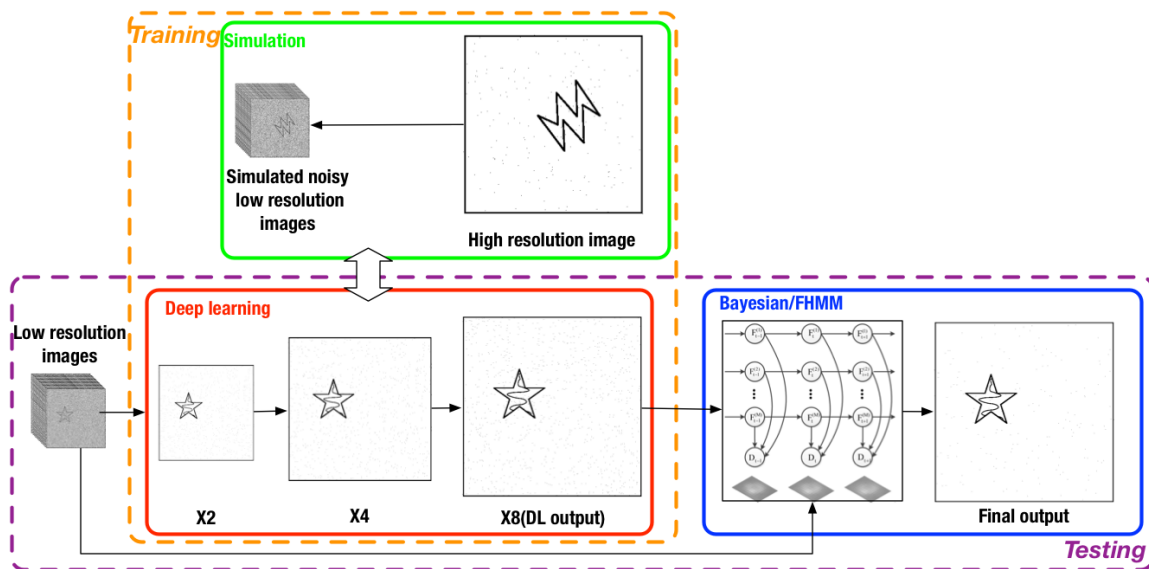 Training
Simulation
Simulated noisy
low resolution
images
High resolution image
Deep learning
Bayesian/FHMM
Low resolution
images
X2
X4
X8(DL output)
Final output
Testing